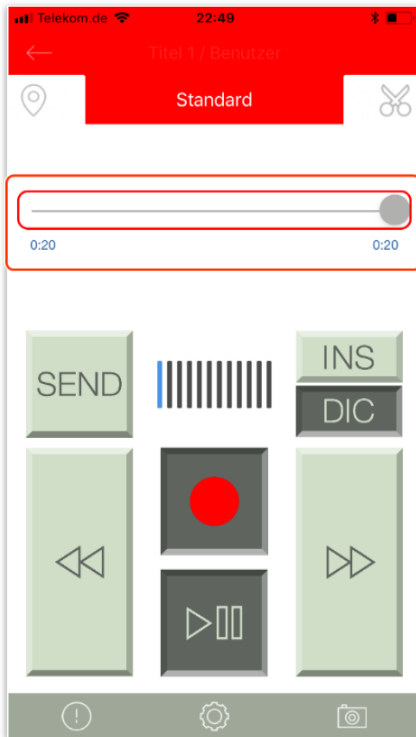 Telekom.de 22:49
Titel 1 / Benutzer
Standard
0:20 0:20
SEND
INS
DIC